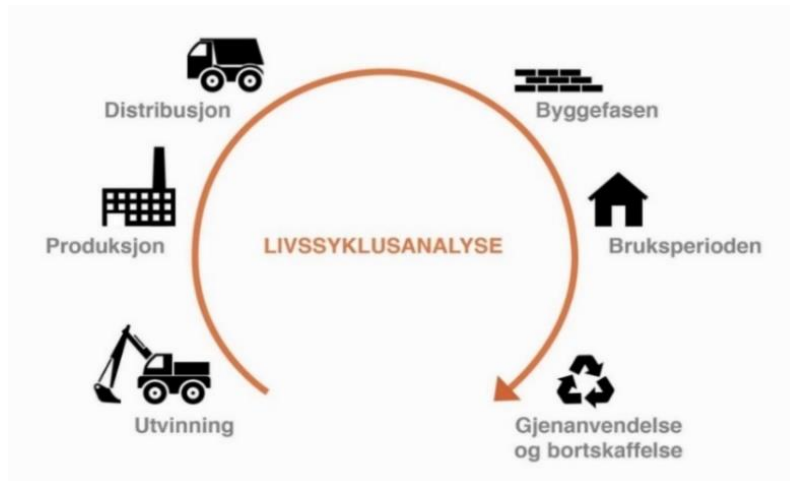 Distribusjon
Byggefasen
Produksjon
LIVSSYKLUSANALYSE
Bruksperioden
Utvinning
Gjenanvendelse
og bortskaffelse